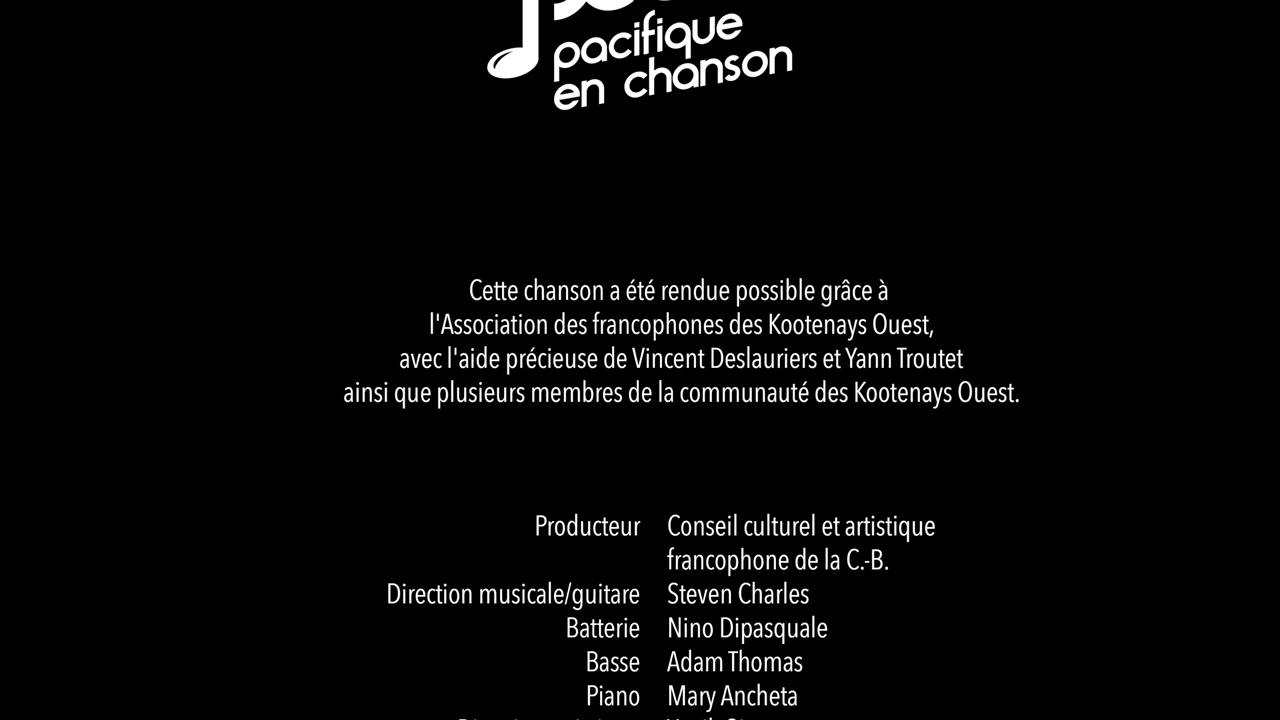 pacifique
en chanson
Cette chanson a été rendue possible grâce à
l'Association des francophones des Kootenays Ouest,
avec l'aide précieuse de Vincent Deslauriers et Yann Troutet
ainsi que plusieurs membres de la communauté des Kootenays Ouest.
Producteur Conseil culturel et artistique
francophone de la C.-B.
Direction musicale/guitare Steven Charles
Batterie Nino Dipasquale
Basse Adam Thomas
Piano Mary Ancheta